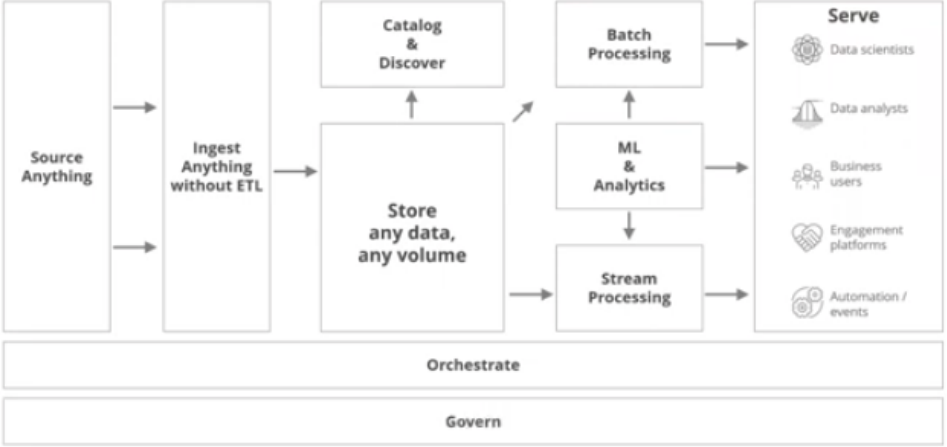 Source
Anything
Ingest
Anything
without ETL
Catalog
&
Discover
Store
any data,
any volume
Batch
Processing
ML
&
Analytics
Stream
Processing
Serve
Data scientists
Data analysts
Business
users
Engagement
platforms
Automation /
events
Orchestrate
Govern